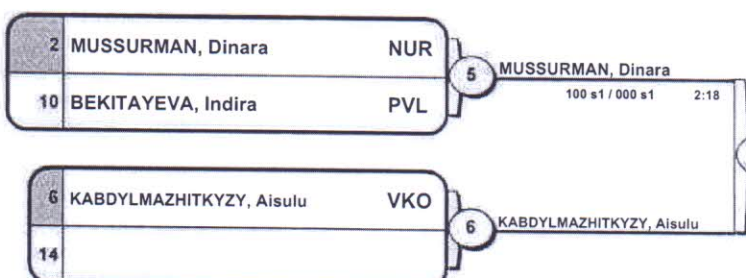 2 MUSSURMAN, Dinara NUR
10 BEKITAYEVA, Indira PVL
5 MUSSURMAN, Dinara
100 s1 / 000 s1 2:18
6 KABDYLMAZHITKYZY, Aisulu VKO
14
6 KABDYLMAZHITKYZY, Aisulu